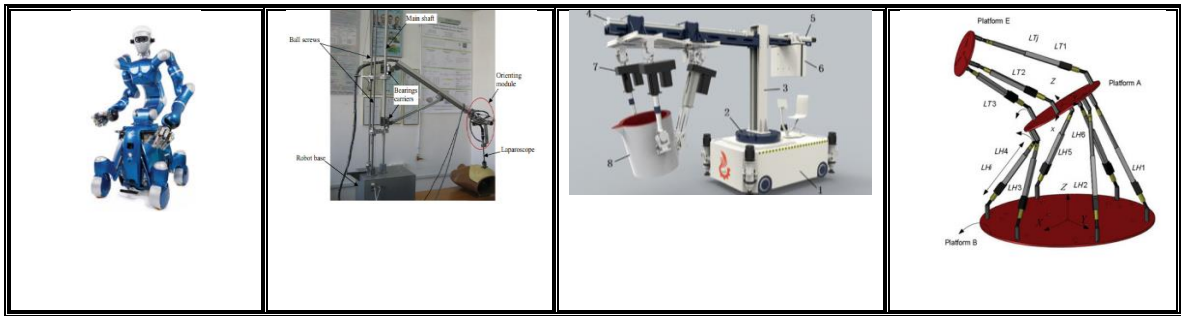 Main shaft
Ball screws
Orienting
module
Bearings
carriers
Laparoscope
Robot base
4
5
6
7
3
2
8
1
Platform E
LTj
LT1
Platform A
LT2
Z
LT3
x
LH6
LH4
LH5
LHi
LH1
LH3
LH2
Z
X
Y
Platform B